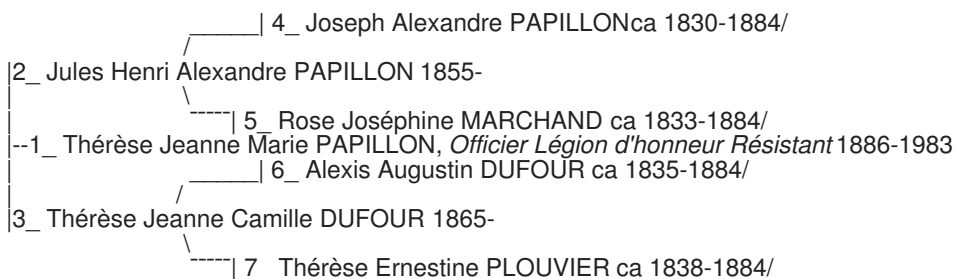 _____| 4_ Joseph Alexandre PAPILLONca 1830-1884/
/
|2_ Jules Henri Alexandre PAPILLON 1855-
| \
| ¯¯¯¯¯| 5_ Rose Joséphine MARCHAND ca 1833-1884/
|--1_ Thérèse Jeanne Marie PAPILLON, Officier Légion d'honneur Résistant 1886-1983
| _____| 6_ Alexis Augustin DUFOUR ca 1835-1884/
| /
|3_ Thérèse Jeanne Camille DUFOUR 1865-
\
¯¯¯¯¯| 7_ Thérèse Ernestine PLOUVIER ca 1838-1884/